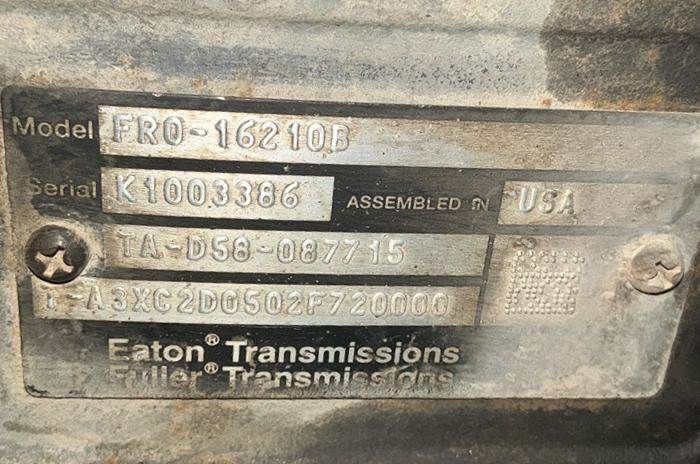 Model FRO-16210B
Serial K1003386 ASSEMBLED IN USA
TA-D58-087715
T-A3XC2D0502F720000
Eaton® Transmissions
Fuller® Transmissions